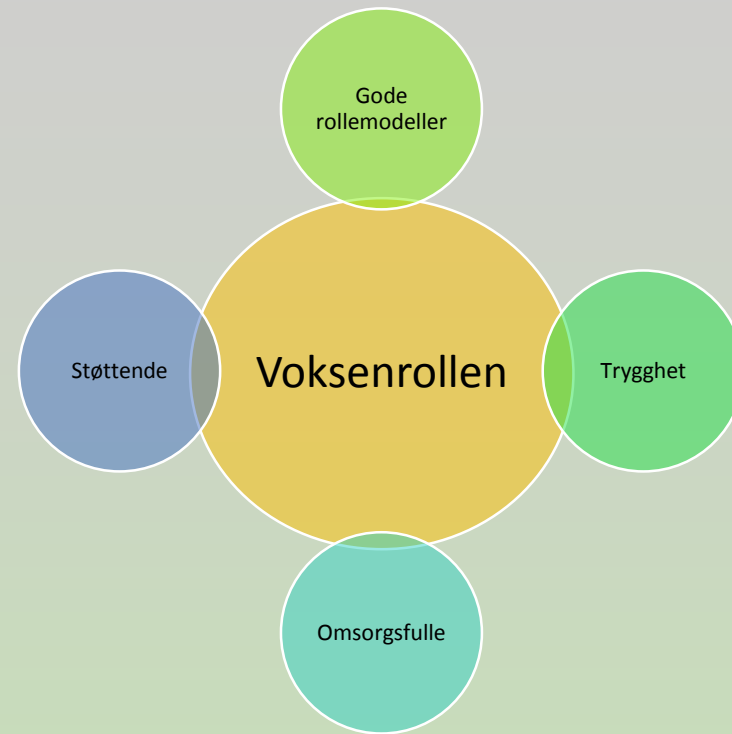 Gode
rollemodeller
Støttende
Voksenrollen
Trygghet
Omsorgsfulle